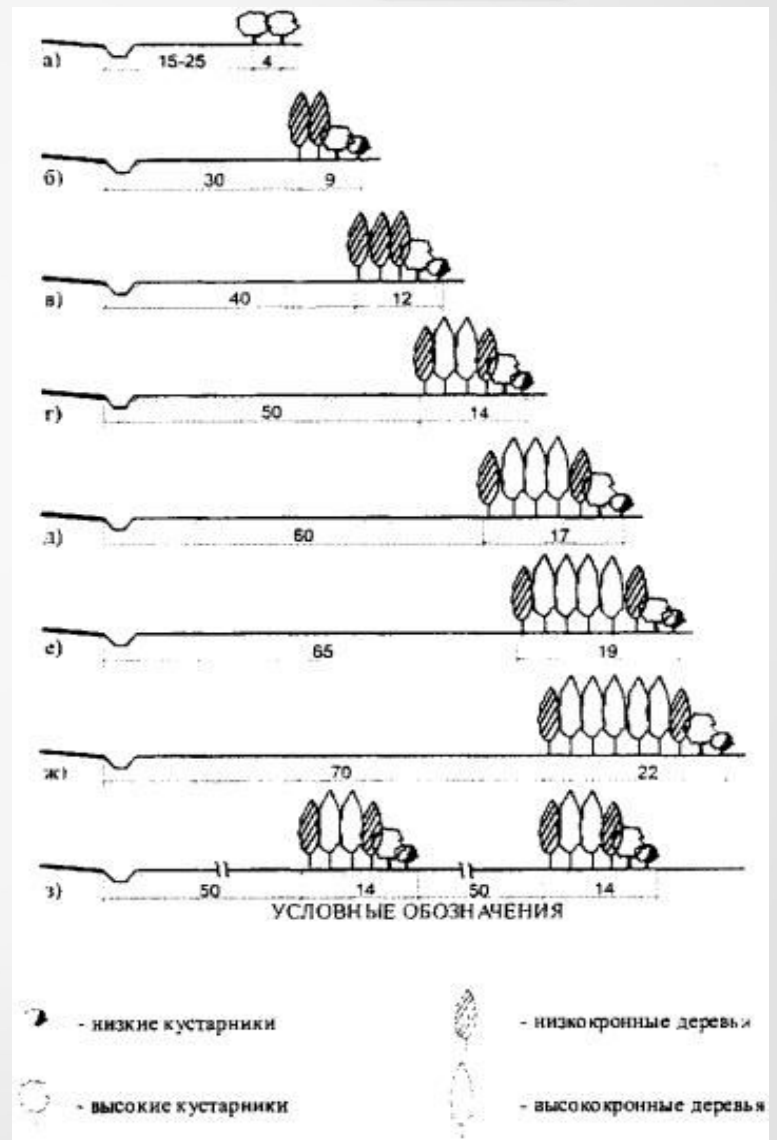 а)
15-25 4
б)
30 9
в)
40 12
г)
50 14
д)
60 17
е)
65 19
ж)
70 22
з)
50 14 50 14
УСЛОВНЫЕ ОБОЗНАЧЕНИЯ
- низкие кустарники
- низкокронные деревья
- высокие кустарники
- высококронные деревья